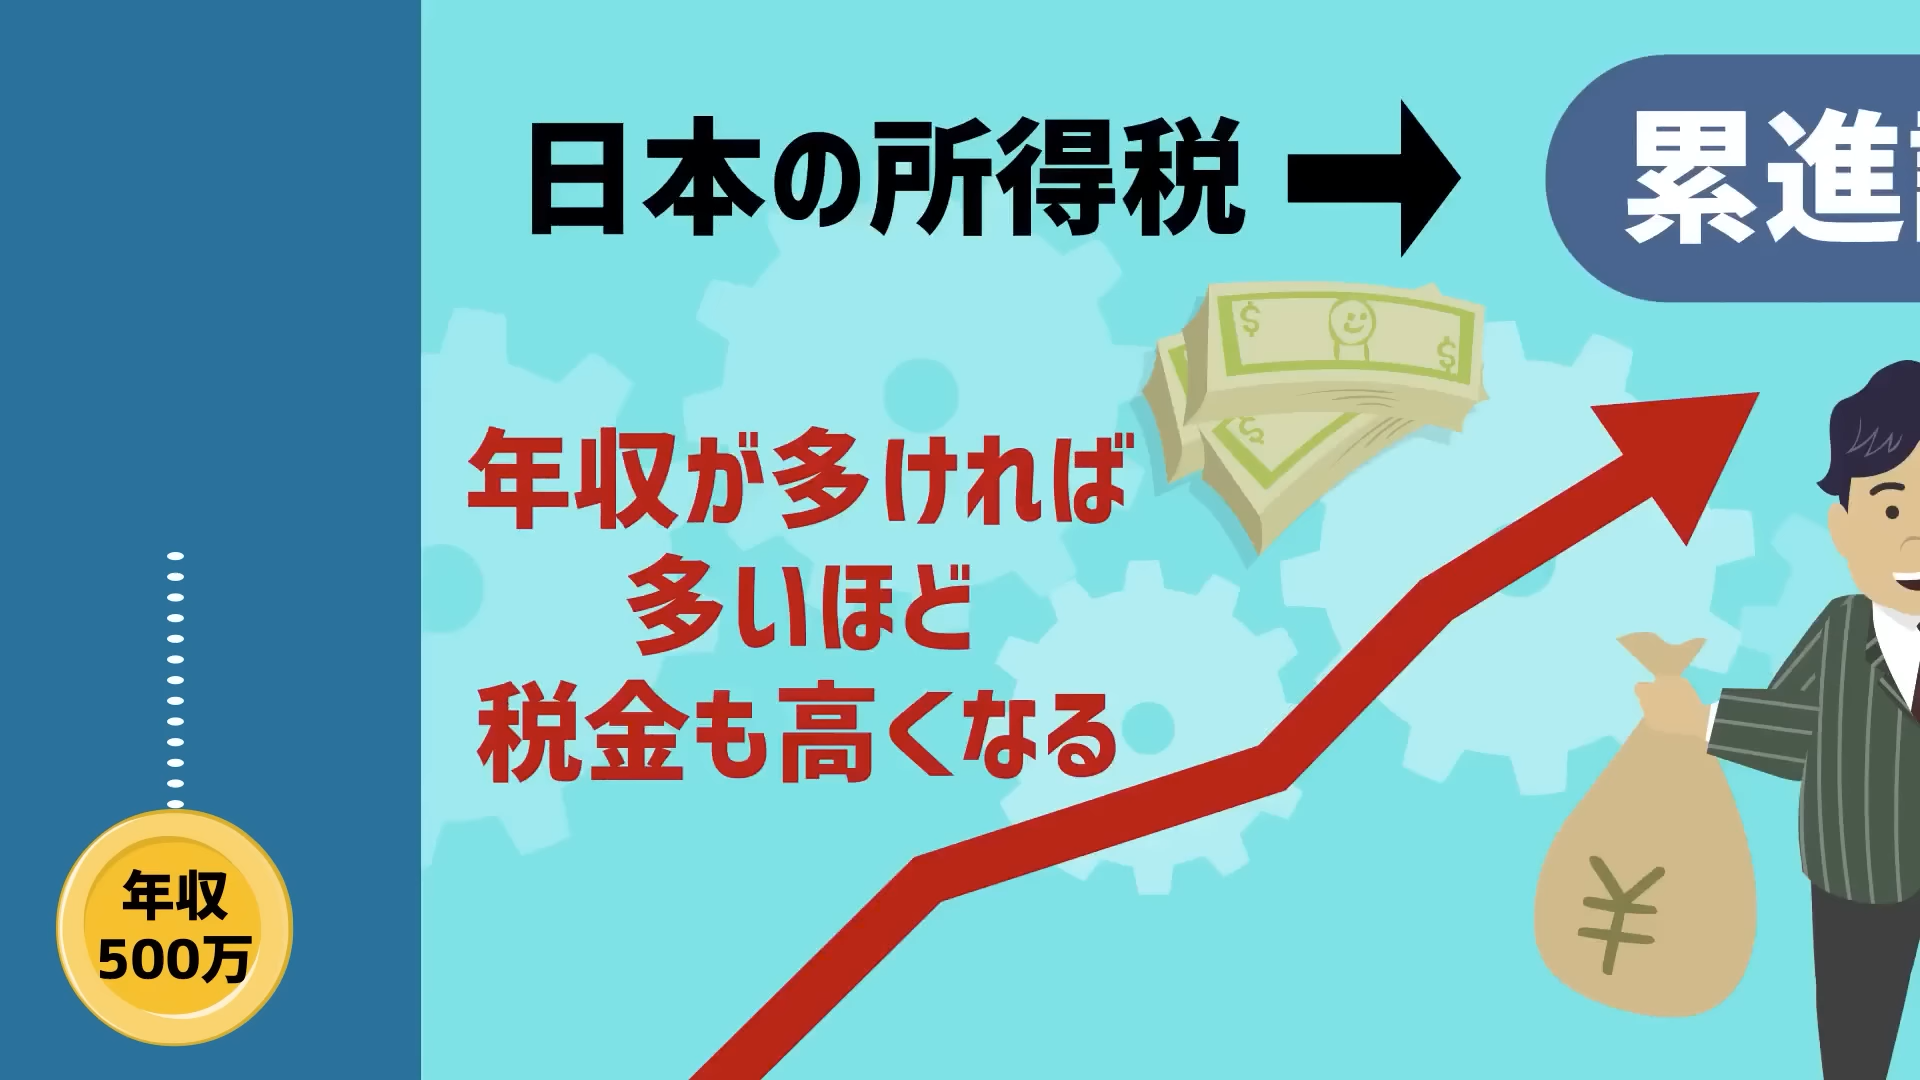 日本の所得税
累進
年収が多ければ
多いほど
税金も高くなる
年収
500万
¥